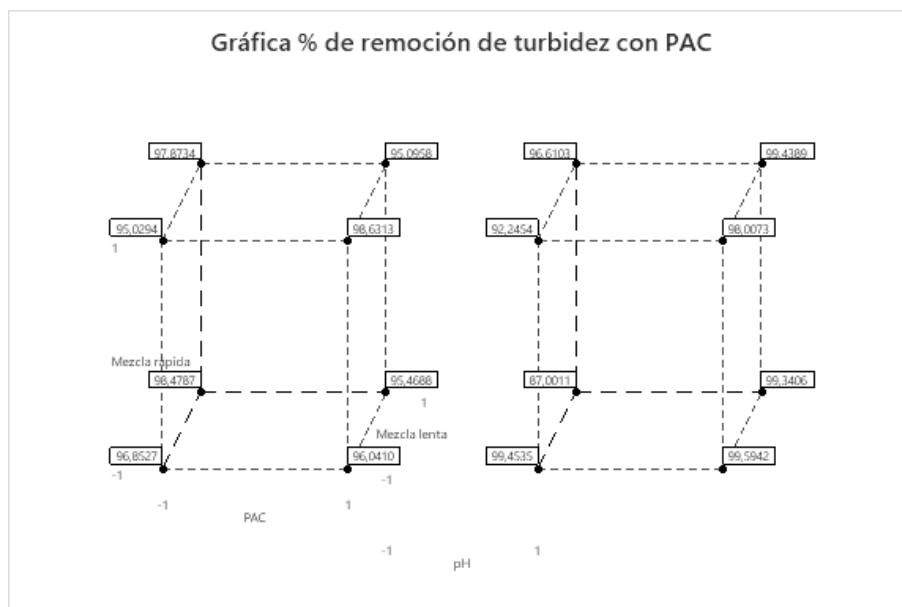 Gráfica % de remoción de turbidez con PAC
97,8734 95,0958 96,6103 99,4389
95,0294 98,6313 92,2454 98,0073
1
Mezcla rápida
98,4787 95,4688 87,0011 99,3406
1
Mezcla lenta
96,8527 96,0410 99,4535 99,5942
-1 -1
-1 1
PAC
-1 1
pH